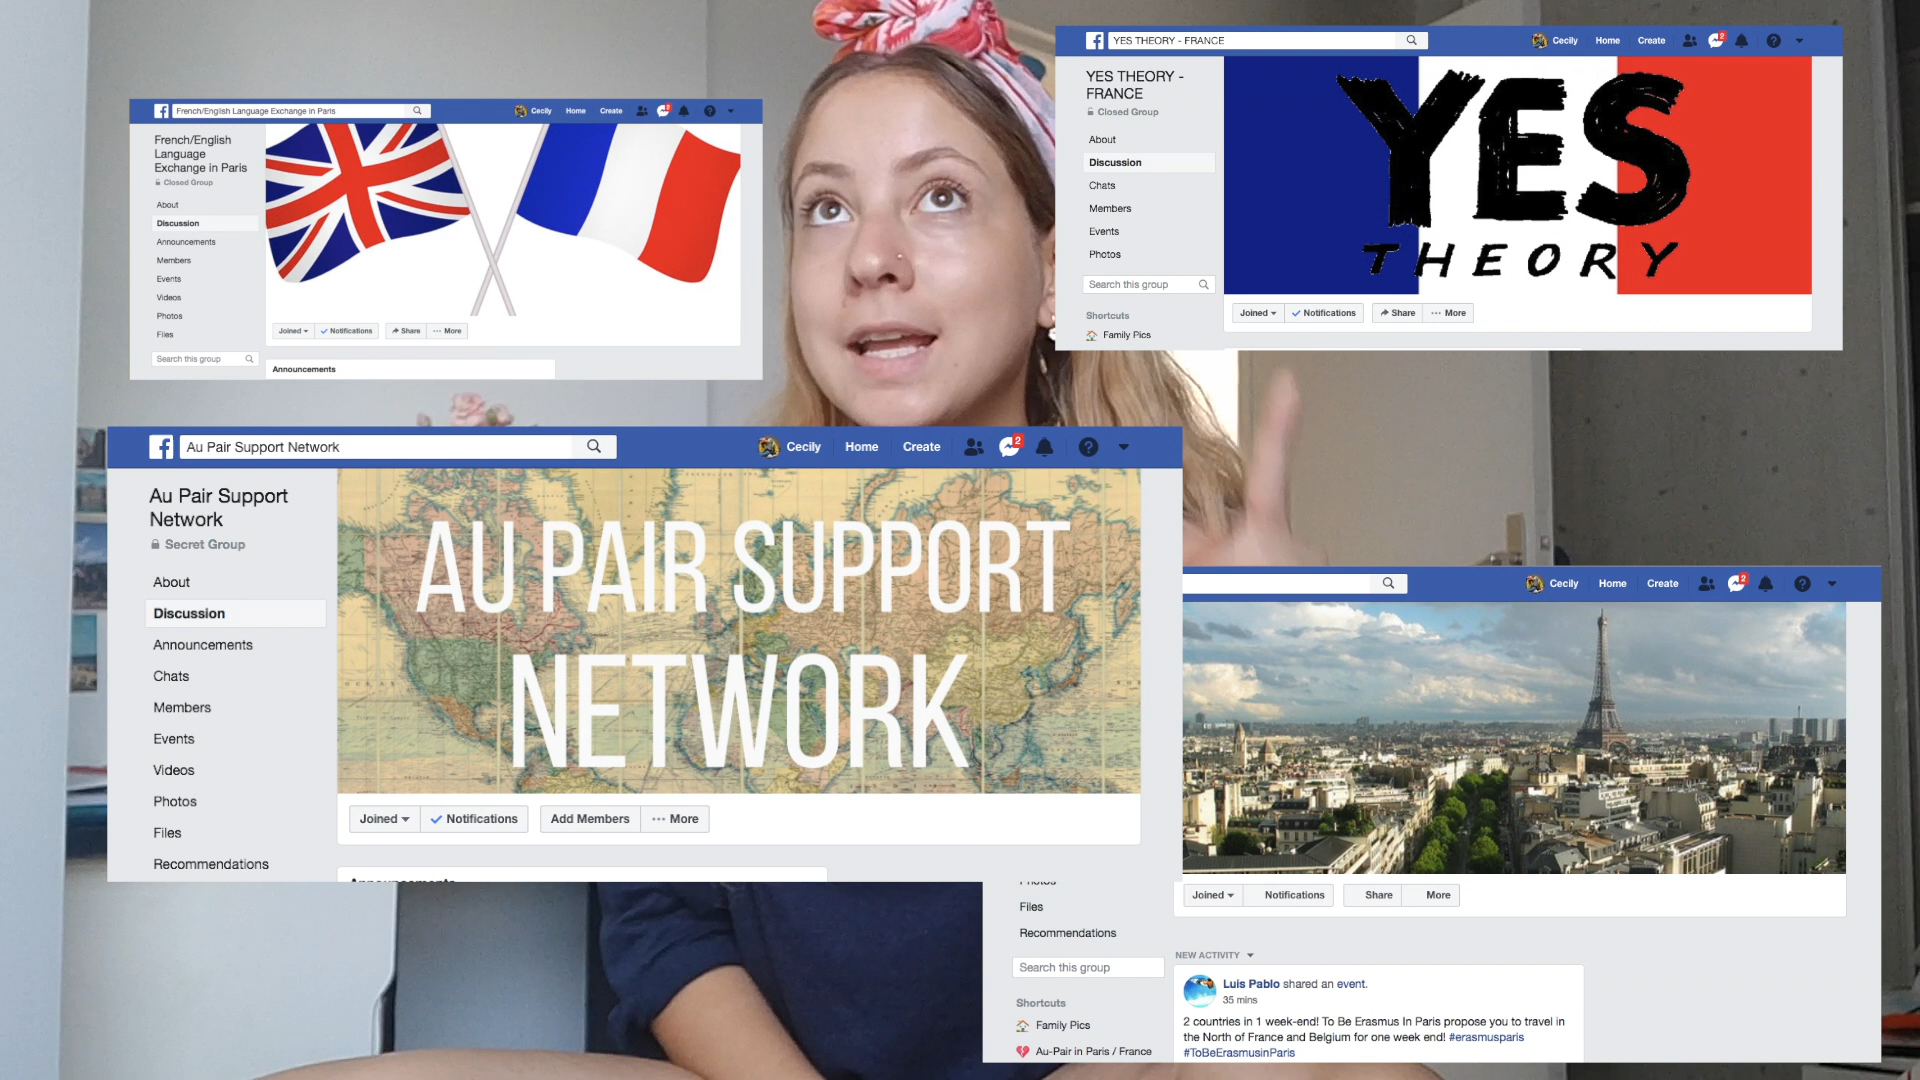 French/English Language Exchange in Paris
Cecily Home Create 2
French/English
Language
Exchange in Paris
Closed Group
About
Discussion
Announcements
Members
Events
Videos
Photos
Files
Search this group
Joined Notifications Share More
Announcements
YES THEORY - FRANCE
Cecily Home Create 2
YES THEORY -
FRANCE
Closed Group
About
Discussion
Chats
Members
Events
Photos
Search this group
Shortcuts
Family Pics
YES
THEORY
Joined Notifications Share More
Au Pair Support Network
Cecily Home Create 2
Au Pair Support
Network
Secret Group
About
Discussion
Announcements
Chats
Members
Events
Videos
Photos
Files
Recommendations
AU PAIR SUPPORT
NETWORK
Joined Notifications Add Members More
Announcements
Cecily Home Create 2
Photos
Files
Recommendations
Search this group
Shortcuts
Family Pics
Au-Pair in Paris / France
Joined Notifications Share More
NEW ACTIVITY
Luis Pablo shared an event.
35 mins
2 countries in 1 week-end! To Be Erasmus In Paris propose you to travel in
the North of France and Belgium for one week end! #erasmusparis
#ToBeErasmusinParis